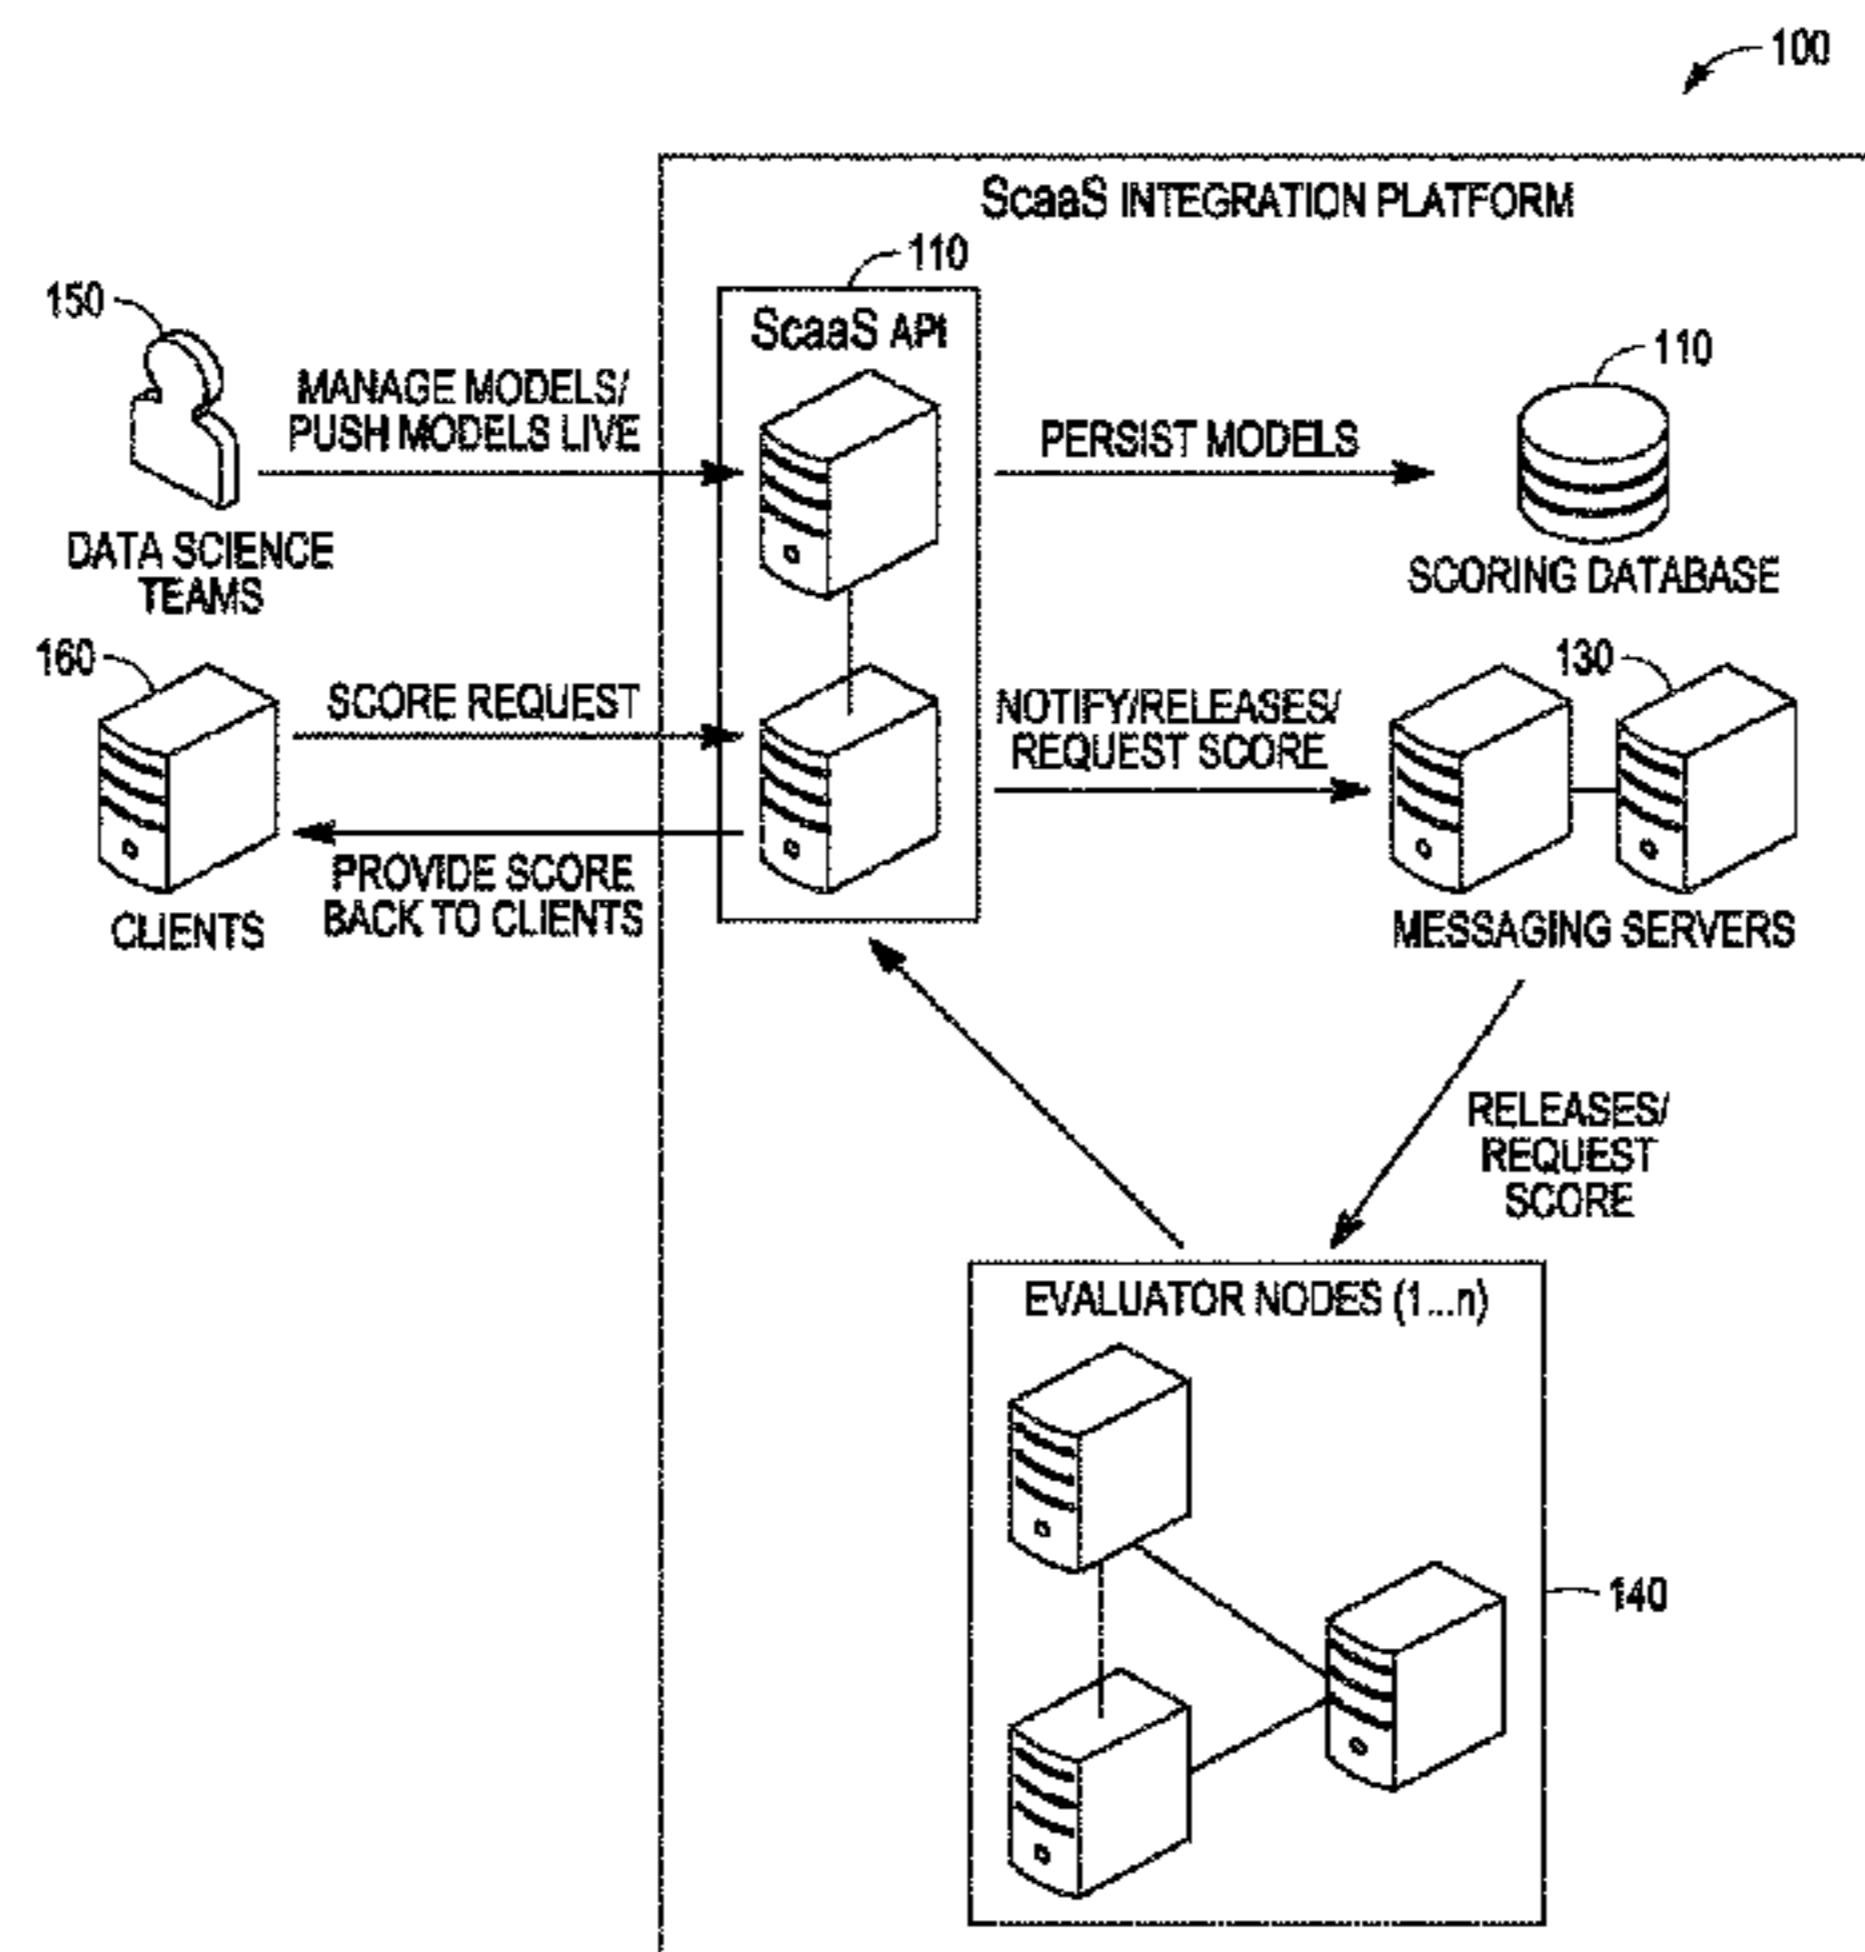 100
ScaaS INTEGRATION PLATFORM
110
ScaaS API
150
MANAGE MODELS/
PUSH MODELS LIVE
DATA SCIENCE
TEAMS
PERSIST MODELS
110
SCORING DATABASE
160
SCORE REQUEST
PROVIDE SCORE
BACK TO CLIENTS
CLIENTS
NOTIFY/RELEASES/
REQUEST SCORE
130
MESSAGING SERVERS
RELEASES/
REQUEST
SCORE
EVALUATOR NODES (1...n)
140